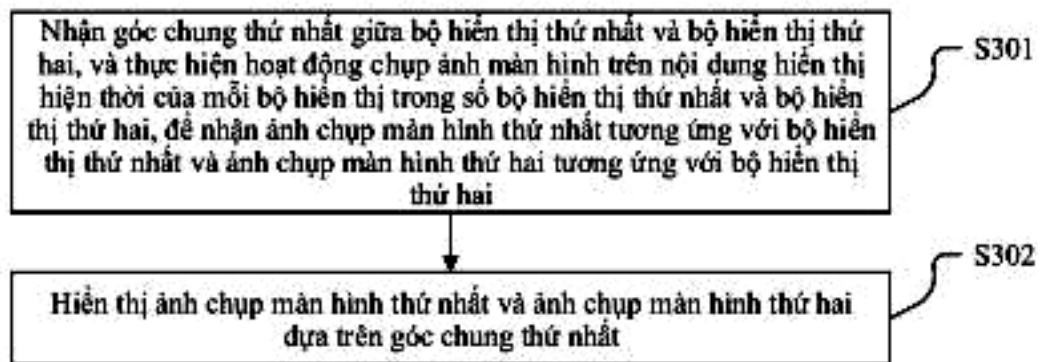 Nhận góc chung thứ nhất giữa bộ hiển thị thứ nhất và bộ hiển thị thứ
hai, và thực hiện hoạt động chụp ảnh màn hình trên nội dung hiển thị
hiện thời của mỗi bộ hiển thị trong số bộ hiển thị thứ nhất và bộ hiển
thị thứ hai, để nhận ảnh chụp màn hình thứ nhất tương ứng với bộ hiển
thị thứ nhất và ảnh chụp màn hình thứ hai tương ứng với bộ hiển thị
thứ hai
S301
Hiển thị ảnh chụp màn hình thứ nhất và ảnh chụp màn hình thứ hai
dựa trên góc chung thứ nhất
S302